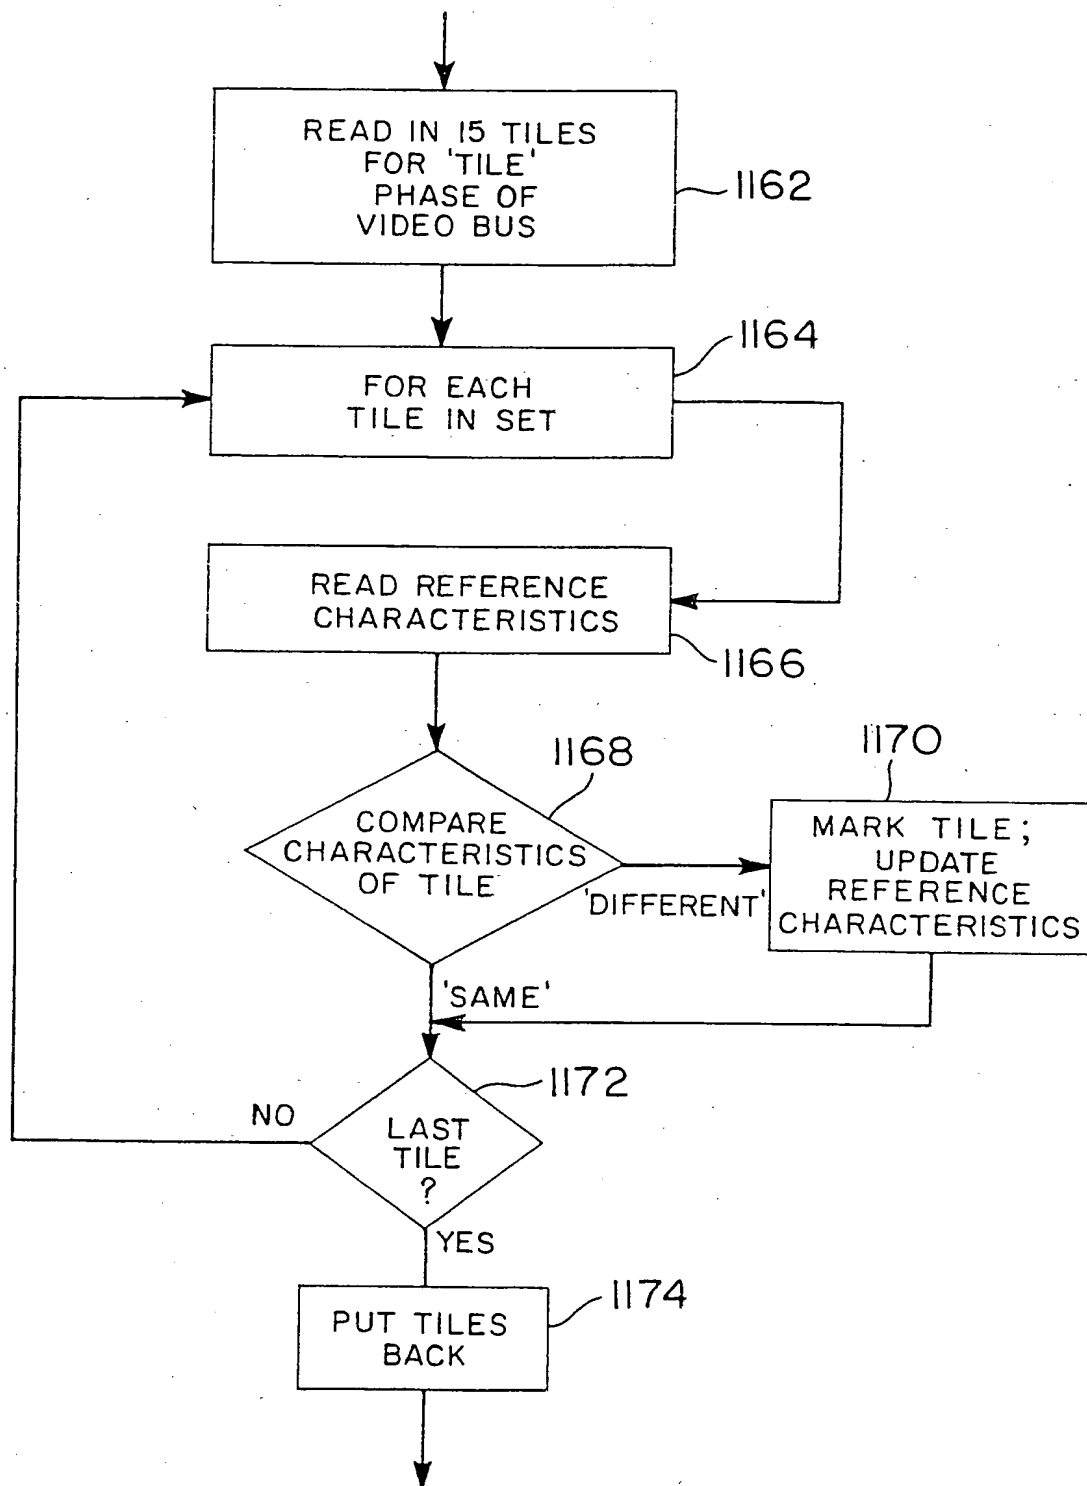 READ IN 15 TILES
FOR 'TILE'
PHASE OF
VIDEO BUS
1162
1164
FOR EACH
TILE IN SET
READ REFERENCE
CHARACTERISTICS
1166
1168
COMPARE
CHARACTERISTICS
OF TILE
'DIFFERENT'
1170
MARK TILE;
UPDATE
REFERENCE
CHARACTERISTICS
'SAME'
1172
NO
LAST
TILE
?
YES
1174
PUT TILES
BACK